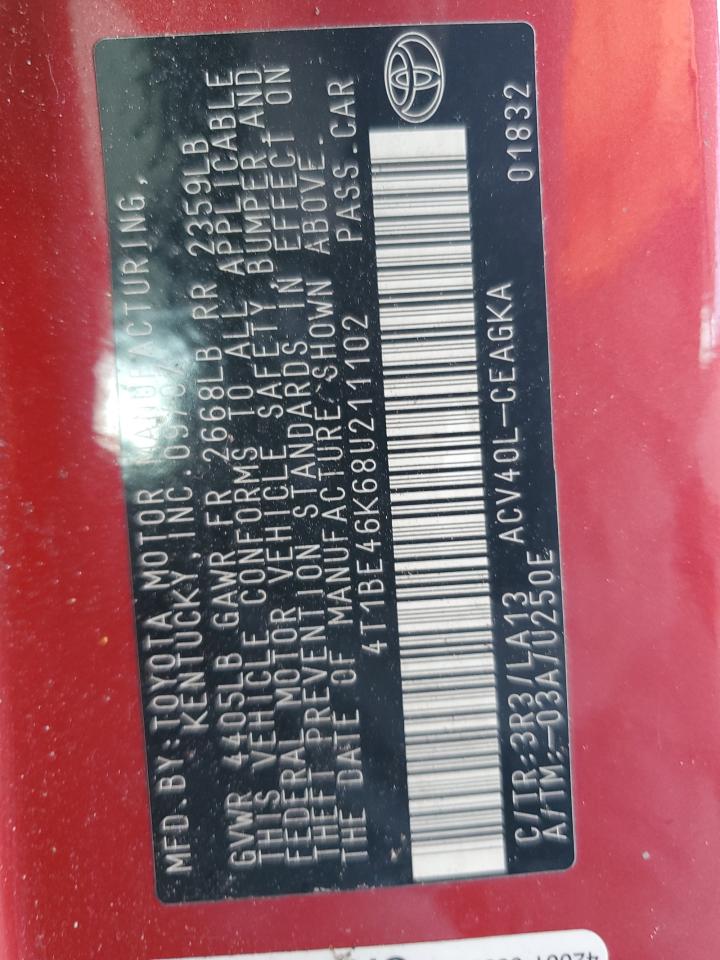 MFD.BY:TOYOTA MOTOR MANUFACTURING,
KENTUCKY,INC.09/07
GVWR 4405LB GAWR FR 2668LB RR 2359LB
THIS VEHICLE CONFORMS TO ALL APPLICABLE
FEDERAL MOTOR VEHICLE SAFETY,BUMPER,AND
THEFT PREVENTION STANDARDS IN EFFECT ON
THE DATE OF MANUFACTURE SHOWN ABOVE.
4T1BE46K68U211102 PASS.CAR
C/TR:3R3/LA13 ACV40L-CEAGKA 01832
A/TM:-03A/U250E